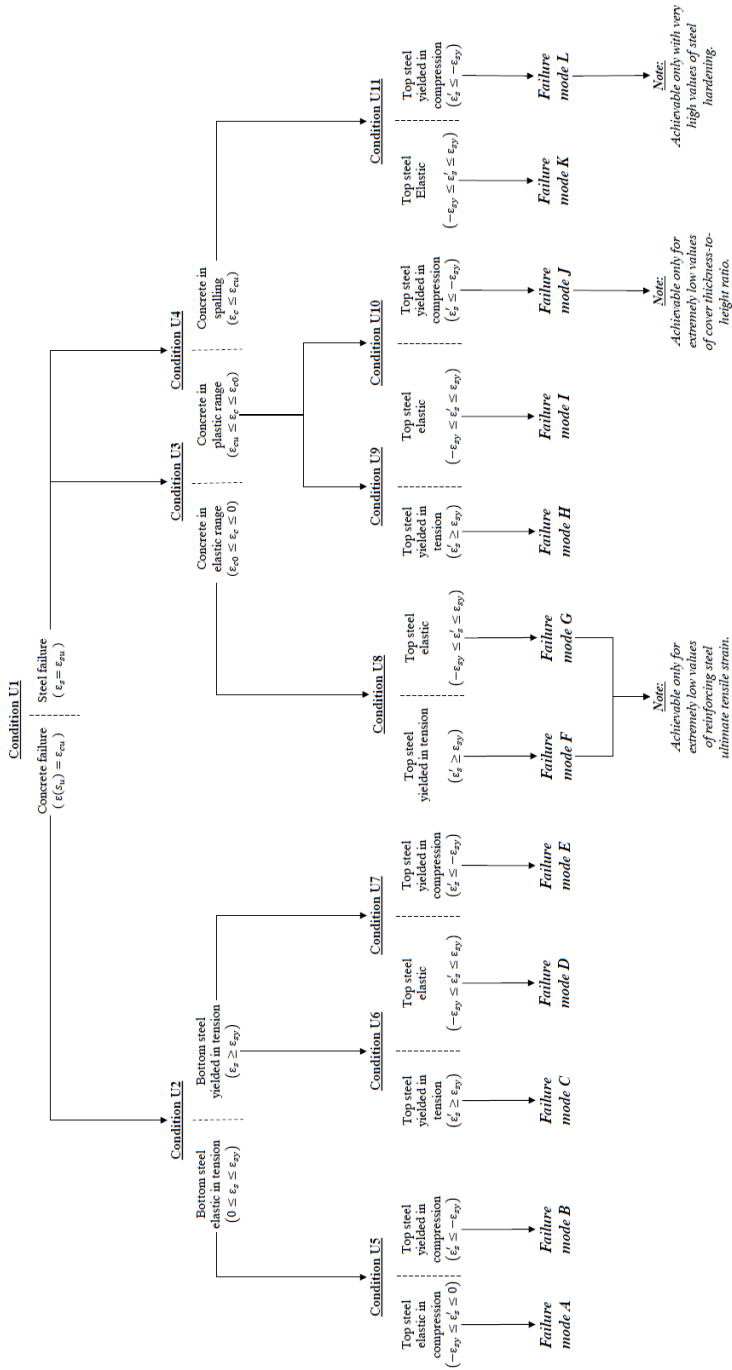 Condition U1
Concrete failure
( ε(s_u) = ε_cu )
Steel failure
( ε_s= ε_su )
Condition U2
Bottom steel
elastic in tension
(0 ≤ ε_s ≤ ε_sy)
Bottom steel
yielded in tension
(ε_s ≥ ε_sy)
Condition U3
Condition U4
Concrete in
elastic range
(ε_c0 ≤ ε_c ≤ 0)
Concrete in
plastic range
(ε_cu ≤ ε_c ≤ ε_c0)
Concrete in
spalling
(ε_c ≤ ε_cu)
Condition U5
Top steel
elastic in
compression
(−ε_sy ≤ ε′_s ≤ 0)
Top steel
yielded in
compression
(ε′_s ≤ −ε_sy)
Condition U6
Condition U7
Top steel
yielded in
tension
(ε′_s ≥ ε_sy)
Top steel
elastic
(−ε_sy ≤ ε′_s ≤ ε_sy)
Top steel
yielded in
compression
(ε′_s ≤ −ε_sy)
Condition U8
Top steel
yielded in tension
(ε′_s ≥ ε_sy)
Top steel
elastic
(−ε_sy ≤ ε′_s ≤ ε_sy)
Condition U9
Condition U10
Top steel
yielded in
tension
(ε′_s ≥ ε_sy)
Top steel
elastic
(−ε_sy ≤ ε′_s ≤ ε_sy)
Top steel
yielded in
compression
(ε′_s ≤ −ε_sy)
Condition U11
Top steel
Elastic
(−ε_sy ≤ ε′_s ≤ ε_sy)
Top steel
yielded in
compression
(ε′_s ≤ −ε_sy)
Failure
mode A
Failure
mode B
Failure
mode C
Failure
mode D
Failure
mode E
Failure
mode F
Failure
mode G
Failure
mode H
Failure
mode I
Failure
mode J
Failure
mode K
Failure
mode L
Note:
Achievable only for
extremely low values
of reinforcing steel
ultimate tensile strain.
Note:
Achievable only for
extremely low values
of cover thickness-to-
height ratio.
Note:
Achievable only with very
high values of steel
hardening.